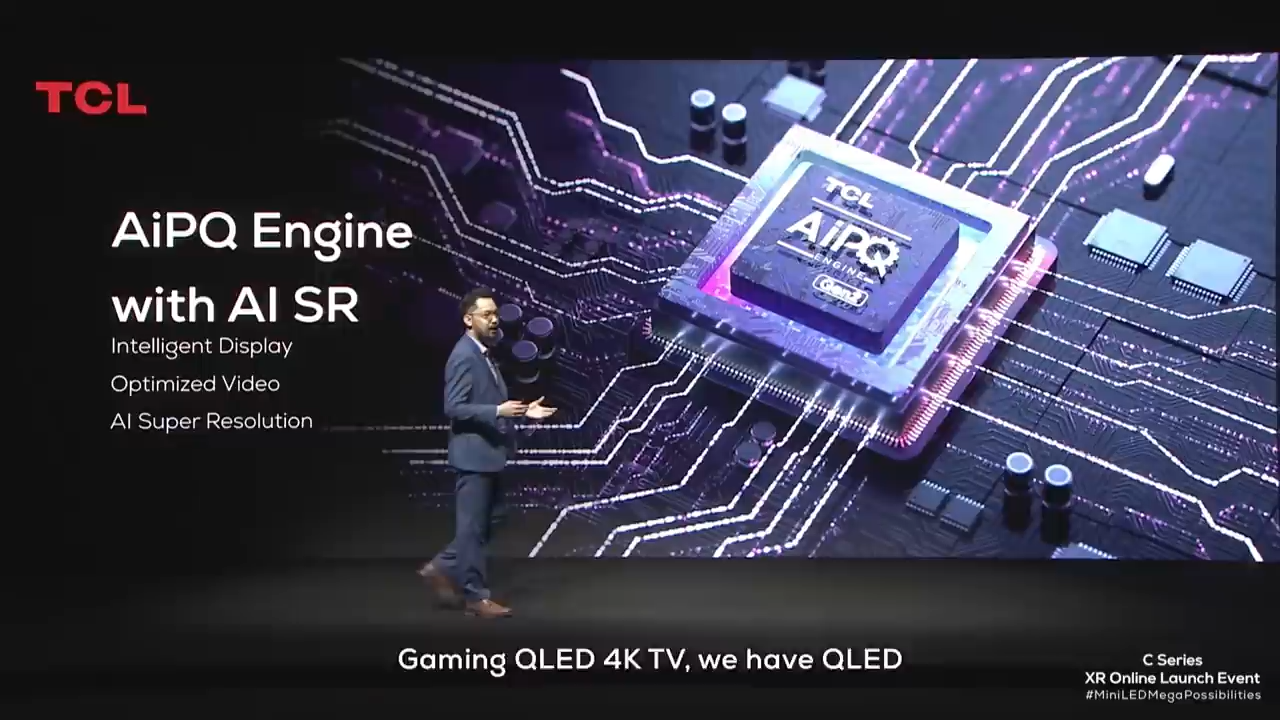 TCL
AiPQ Engine
with AI SR
Intelligent Display
Optimized Video
AI Super Resolution
TCL
AiPQ
ENGINE
Gen2
Gaming QLED 4K TV, we have QLED
C Series
XR Online Launch Event
#MiniLEDMegaPossibilities